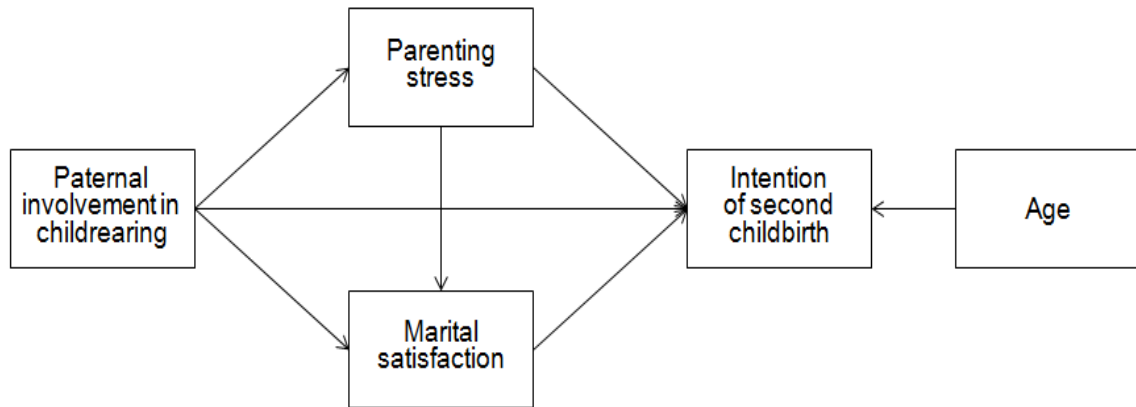 Parenting
stress
Paternal
involvement in
childrearing
Intention
of second
childbirth
Age
Marital
satisfaction